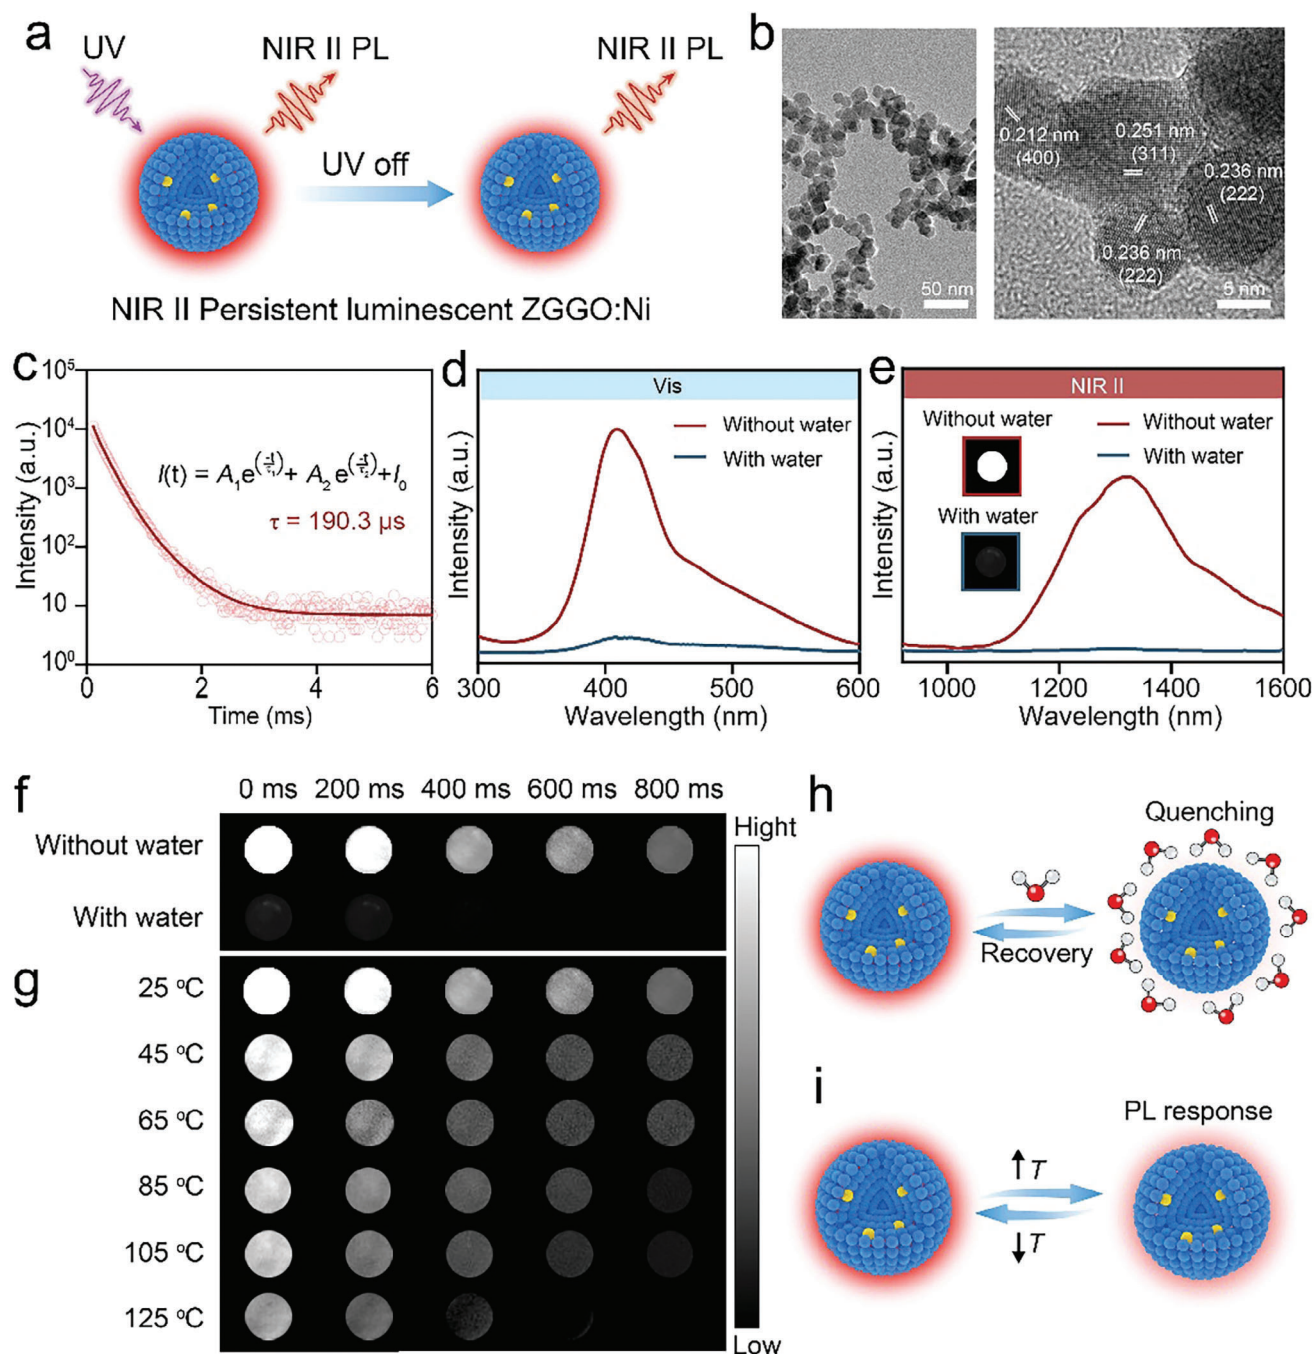 a
UV
NIR II PL
NIR II PL
UV off
NIR II Persistent luminescent ZGGO:Ni
b
50 nm
0.212 nm
(400)
0.251 nm
(311)
0.236 nm
(222)
0.236 nm
(222)
5 nm
c
10⁵
10⁴
10³
10²
10
10⁰
Intensity (a.u.)
I(t) = A₁e^(-t/τ₁) + A₂e^(-t/τ₂) + I₀
τ = 190.3 µs
0 2 4 6
Time (ms)
d
Vis
Without water
With water
Intensity (a.u.)
300 400 500 600
Wavelength (nm)
e
NIR II
Without water
With water
Without water
With water
Intensity (a.u.)
1000 1200 1400 1600
Wavelength (nm)
f
0 ms 200 ms 400 ms 600 ms 800 ms
Without water
With water
Hight
Low
g
25 °C
45 °C
65 °C
85 °C
105 °C
125 °C
h
Quenching
Recovery
i
PL response
↑T
↓T